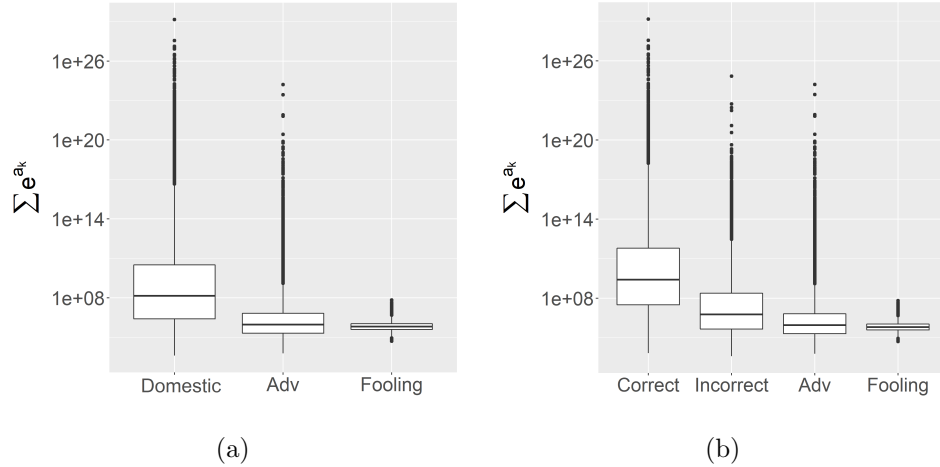 ∑ e^{a_k}
1e+26
1e+20
1e+14
1e+08
Domestic Adv Fooling
(a)
∑ e^{a_k}
1e+26
1e+20
1e+14
1e+08
Correct Incorrect Adv Fooling
(b)